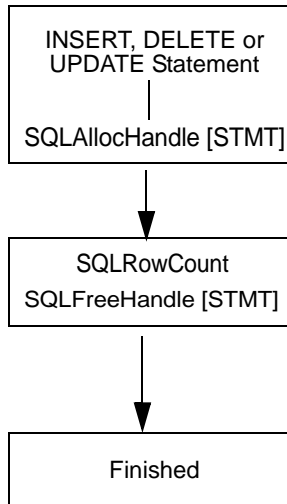 INSERT, DELETE or
UPDATE Statement
SQLAllocHandle [STMT]
SQLRowCount
SQLFreeHandle [STMT]
Finished